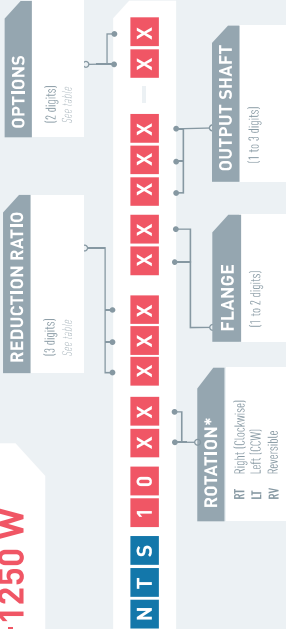 -1250 W
REDUCTION RATIO
(3 digits)
See table
OPTIONS
(2 digits)
See table
N T S 1 0 X X X X X X X X X X – X X
ROTATION*
RT Right (Clockwise)
LT Left (CCW)
RV Reversible
FLANGE
(1 to 2 digits)
OUTPUT SHAFT
(1 to 3 digits)